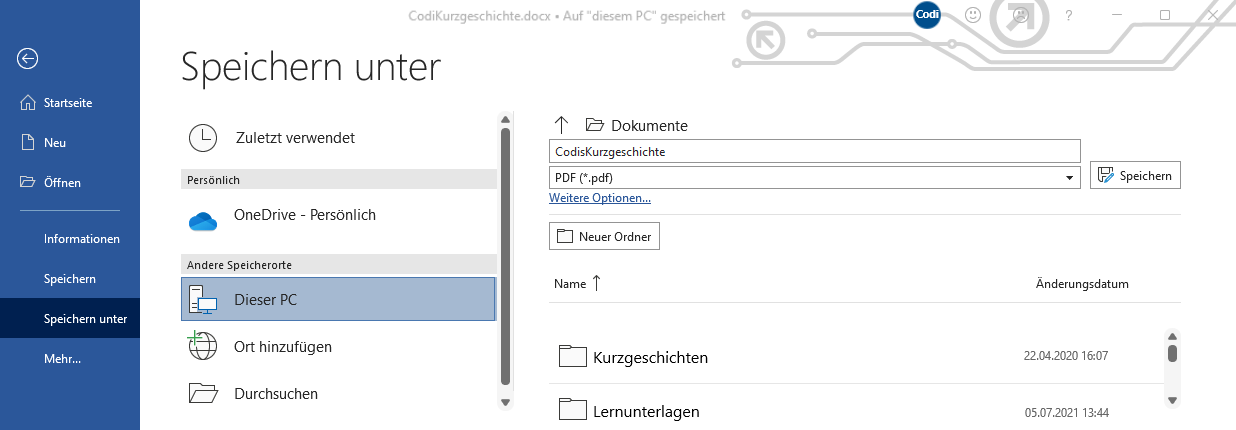 CodiKurzgeschichte.docx • Auf "diesem PC" gespeichert
Codi
?
Speichern unter
Startseite
Neu
Öffnen
Informationen
Speichern
Speichern unter
Mehr...
Zuletzt verwendet
Persönlich
OneDrive - Persönlich
Andere Speicherorte
Dieser PC
Ort hinzufügen
Durchsuchen
Dokumente
CodisKurzgeschichte
PDF (*.pdf)
Speichern
Weitere Optionen...
Neuer Ordner
Name Änderungsdatum
Kurzgeschichten 22.04.2020 16:07
Lernunterlagen 05.07.2021 13:44